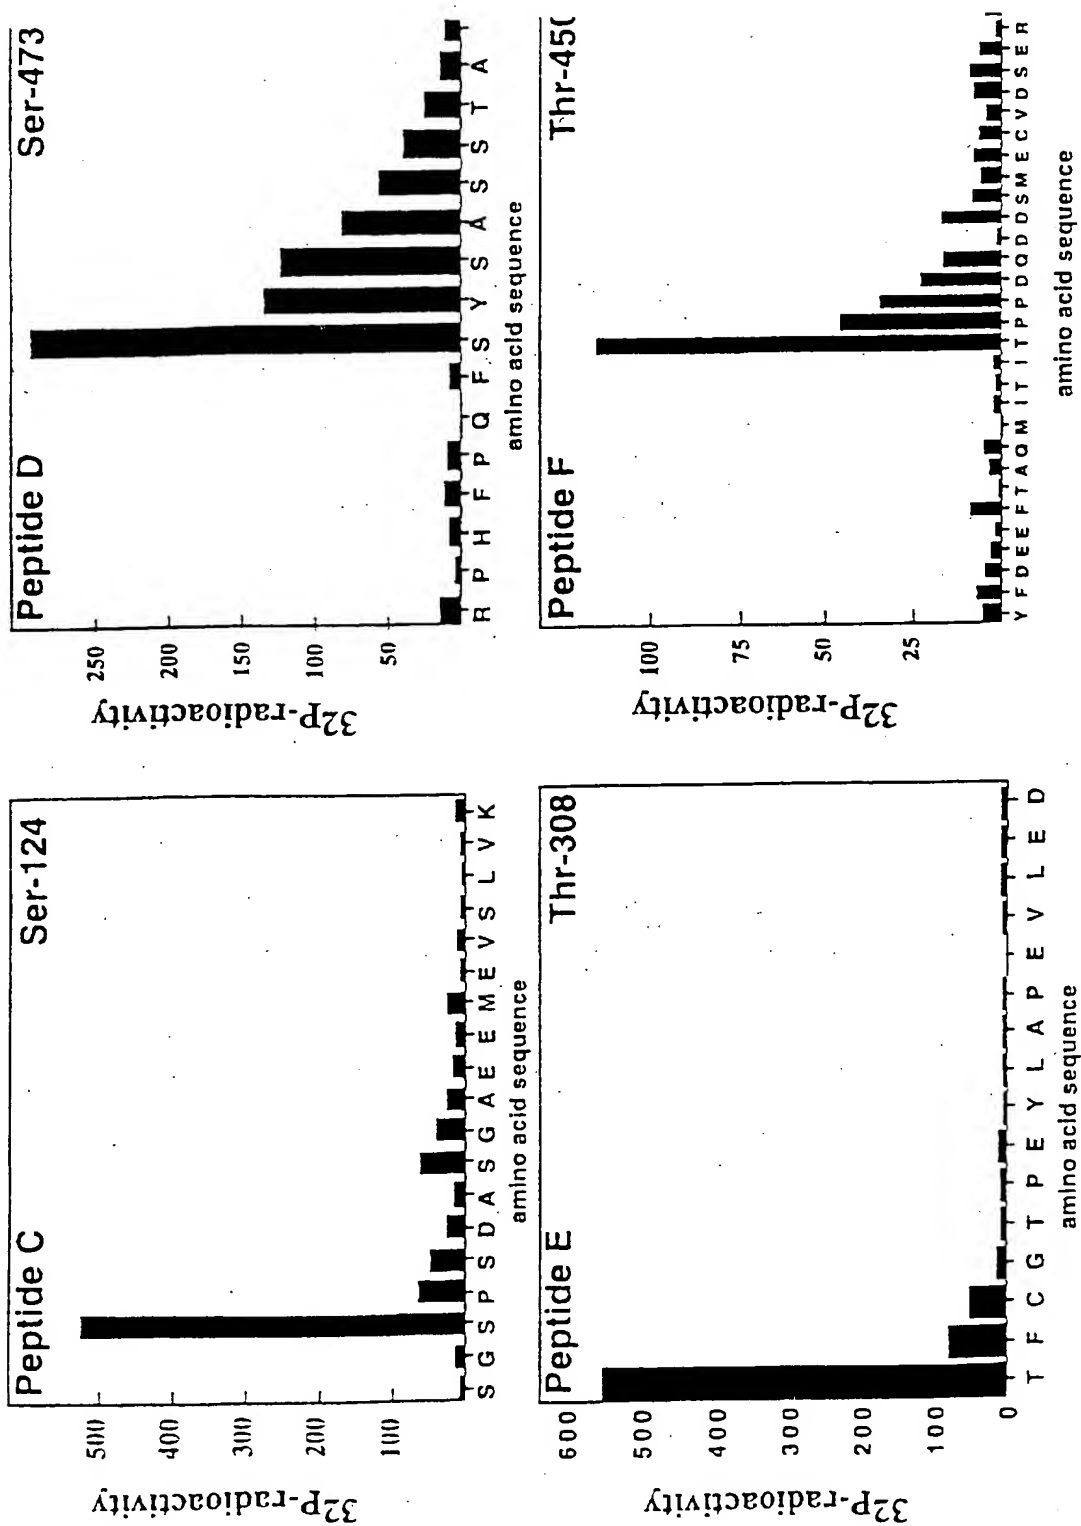 Peptide C
Ser-124
500
400
300
200
100
32P-radioactivity
S G S P S D A S G A E E M E V S L V K
amino acid sequence
Peptide D
Ser-473
250
200
150
100
50
32P-radioactivity
R P H F P Q F S Y S A S S T A
amino acid sequence
Peptide E
Thr-308
600
500
400
300
200
100
0
32P-radioactivity
T F C G T P E Y L A P E V L E D
amino acid sequence
Peptide F
100
75
50
25
32P-radioactivity
Y F D E E F T A Q M I T I T P P D Q D D S M E C V D S E R
amino acid sequence